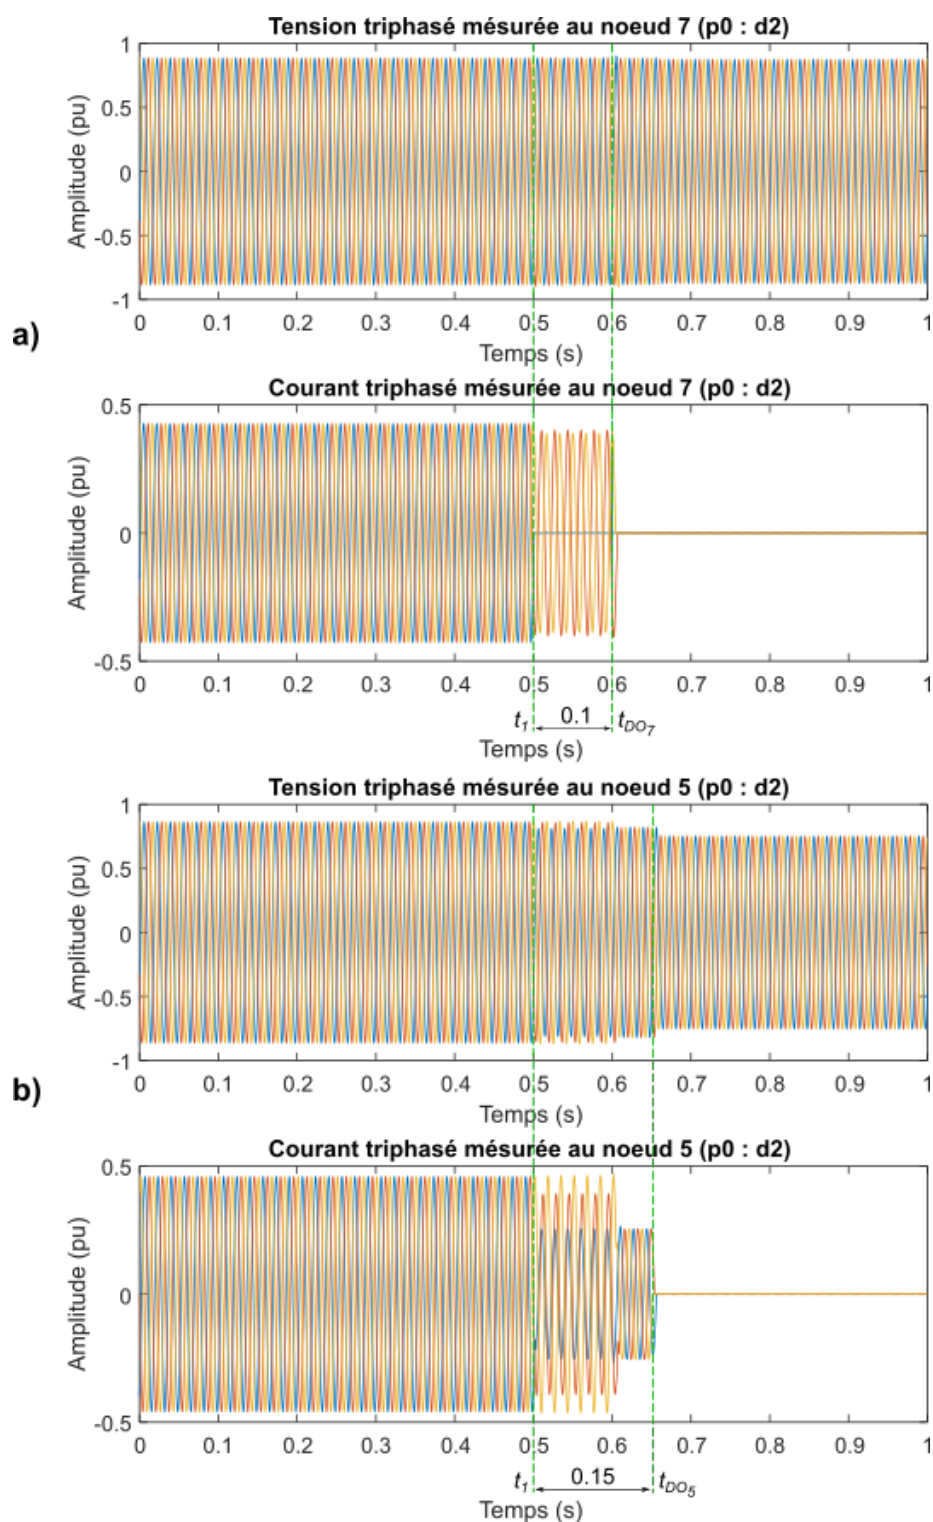 Tension triphasé mésurée au noeud 7 (p0 : d2)
Amplitude (pu)
1
0.5
0
-0.5
-1
0 0.1 0.2 0.3 0.4 0.5 0.6 0.7 0.8 0.9 1
Temps (s)
a)
Courant triphasé mésurée au noeud 7 (p0 : d2)
Amplitude (pu)
0.5
0
-0.5
0 0.1 0.2 0.3 0.4 0.5 0.6 0.7 0.8 0.9 1
t1 0.1 tDO7
Temps (s)
Tension triphasé mésurée au noeud 5 (p0 : d2)
Amplitude (pu)
1
0.5
0
-0.5
-1
0 0.1 0.2 0.3 0.4 0.5 0.6 0.7 0.8 0.9 1
Temps (s)
b)
Courant triphasé mésurée au noeud 5 (p0 : d2)
Amplitude (pu)
0.5
0
-0.5
0 0.1 0.2 0.3 0.4 0.5 0.6 0.7 0.8 0.9 1
t1 0.15 tDO5
Temps (s)